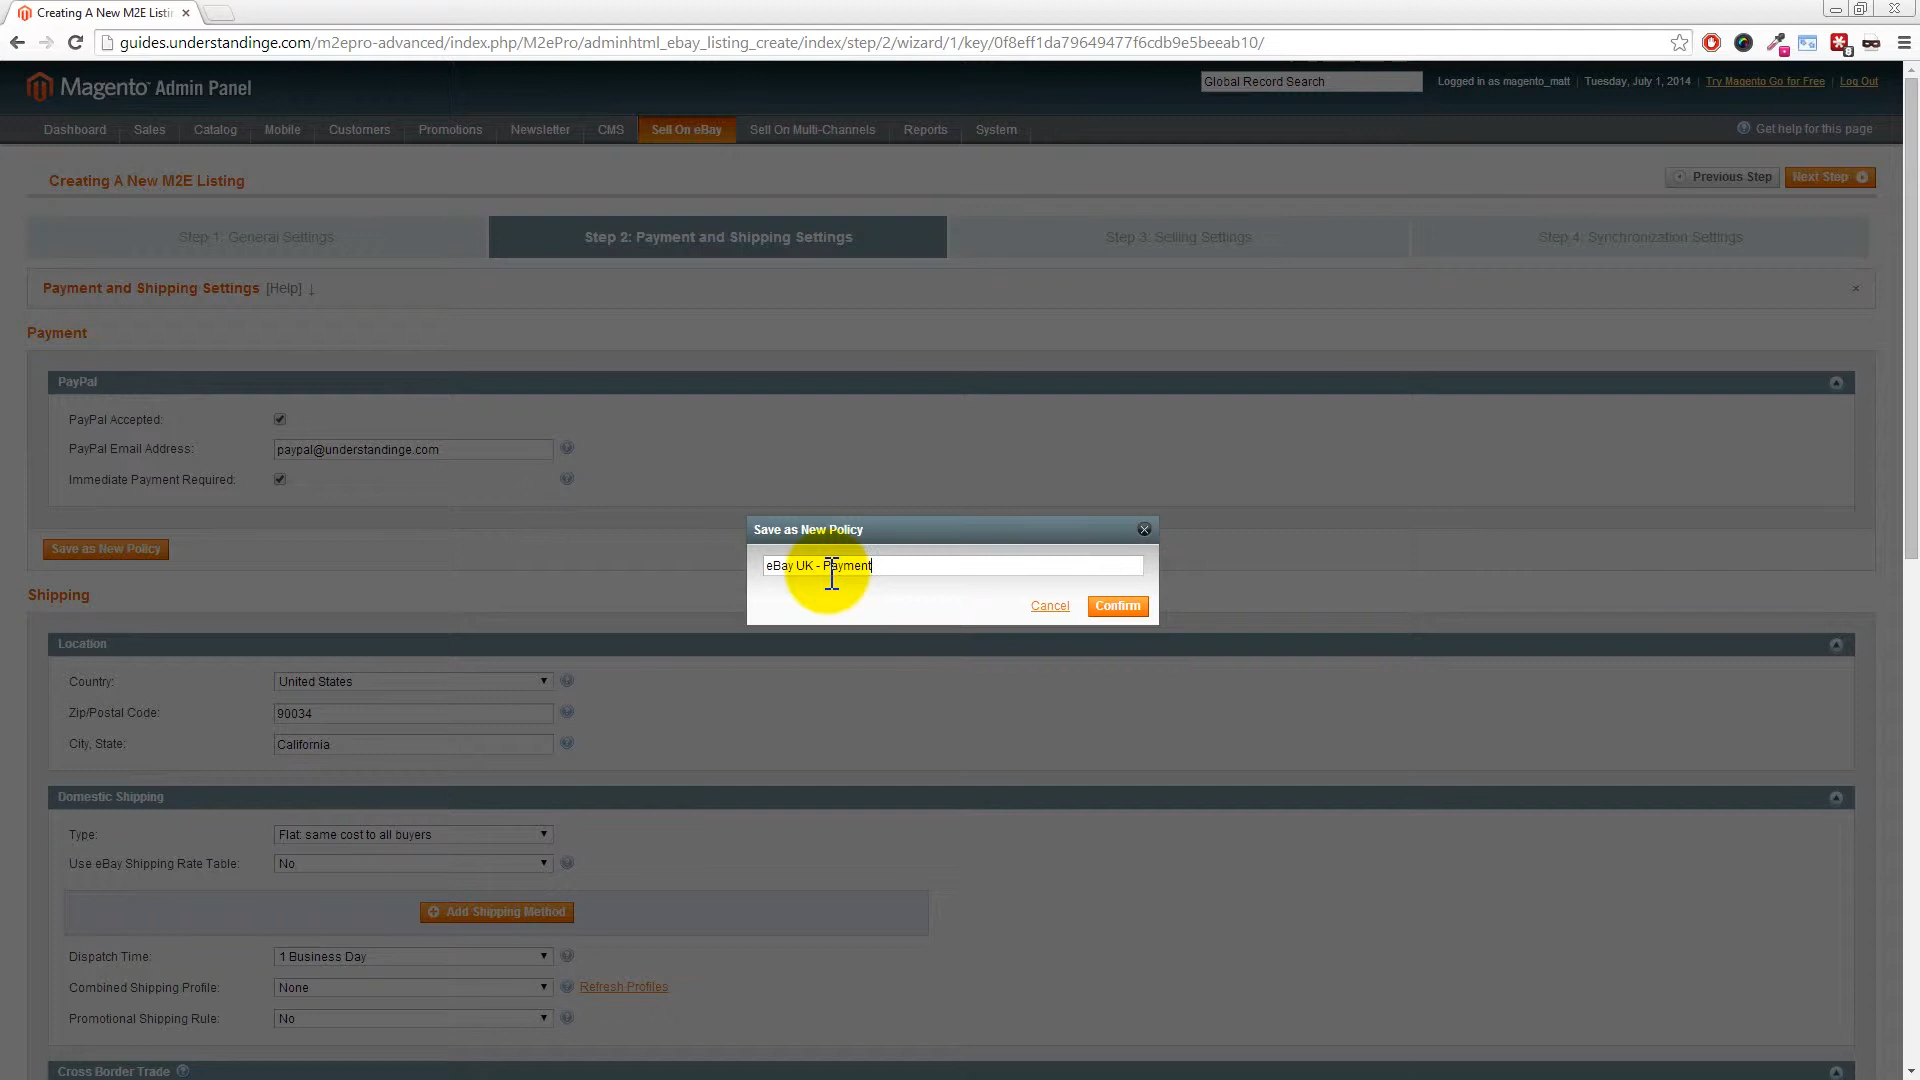 Creating A New M2E Listi
guides.understandinge.com/m2epro-advanced/index.php/M2ePro/adminhtml_ebay_listing_create/index/step/2/wizard/1/key/0f8eff1da79649477f6cdb9e5beeab10/
8
Magento Admin Panel
Global Record Search
Logged in as magento_matt | Tuesday, July 1, 2014 | Try Magento Go for Free | Log Out
Dashboard Sales Catalog Mobile Customers Promotions Newsletter CMS Sell On eBay Sell On Multi-Channels Reports System Get help for this page
Creating A New M2E Listing
Previous Step Next Step
Step 1: General Settings Step 2: Payment and Shipping Settings Step 3: Selling Settings Step 4: Synchronization Settings
Payment and Shipping Settings [Help] ↓
Payment
PayPal
PayPal Accepted:
PayPal Email Address: paypal@understandinge.com
Immediate Payment Required:
Save as New Policy
Save as New Policy
eBay UK - Payment
Cancel Confirm
Shipping
Location
Country: United States
Zip/Postal Code: 90034
City, State: California
Domestic Shipping
Type: Flat: same cost to all buyers
Use eBay Shipping Rate Table: No
Add Shipping Method
Dispatch Time: 1 Business Day
Combined Shipping Profile: None Refresh Profiles
Promotional Shipping Rule: No
Cross Border Trade